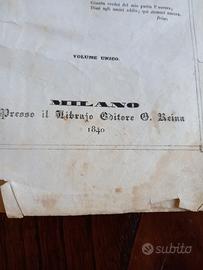 VOLUME UNICO.
MILANO
Presso il Librajo Editore G. Reina
1840
subito